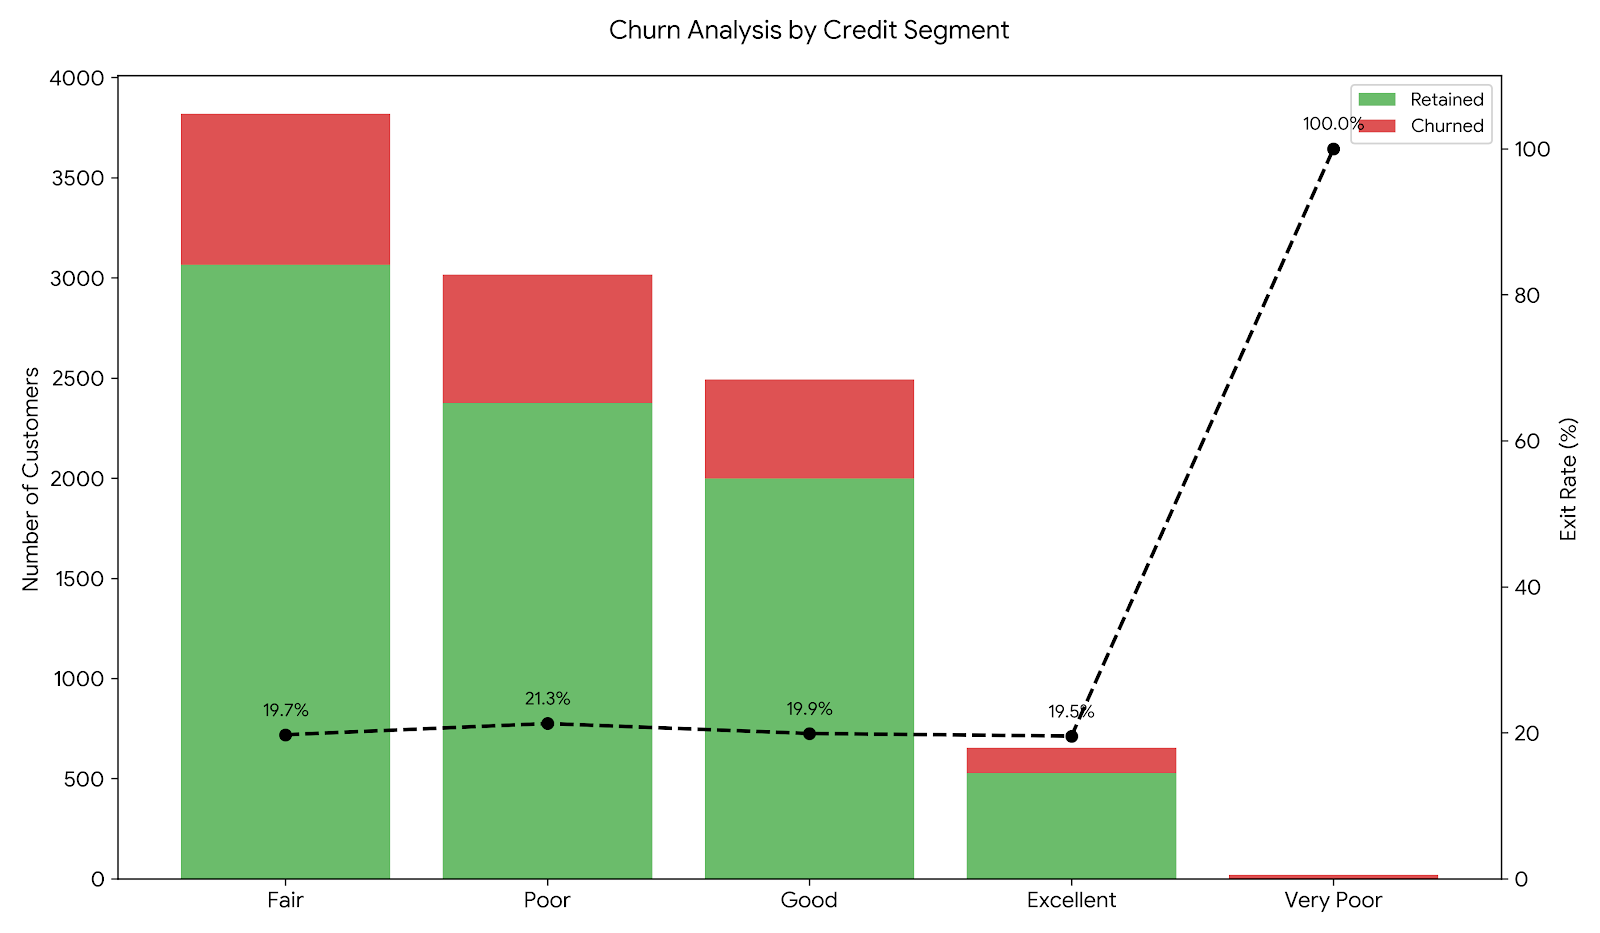 Churn Analysis by Credit Segment
Retained
Churned
Number of Customers
4000
3500
3000
2500
2000
1500
1000
500
0
19.7%
21.3%
19.9%
19.5%
100.0%
100
80
60
40
20
0
Exit Rate (%)
Fair
Poor
Good
Excellent
Very Poor